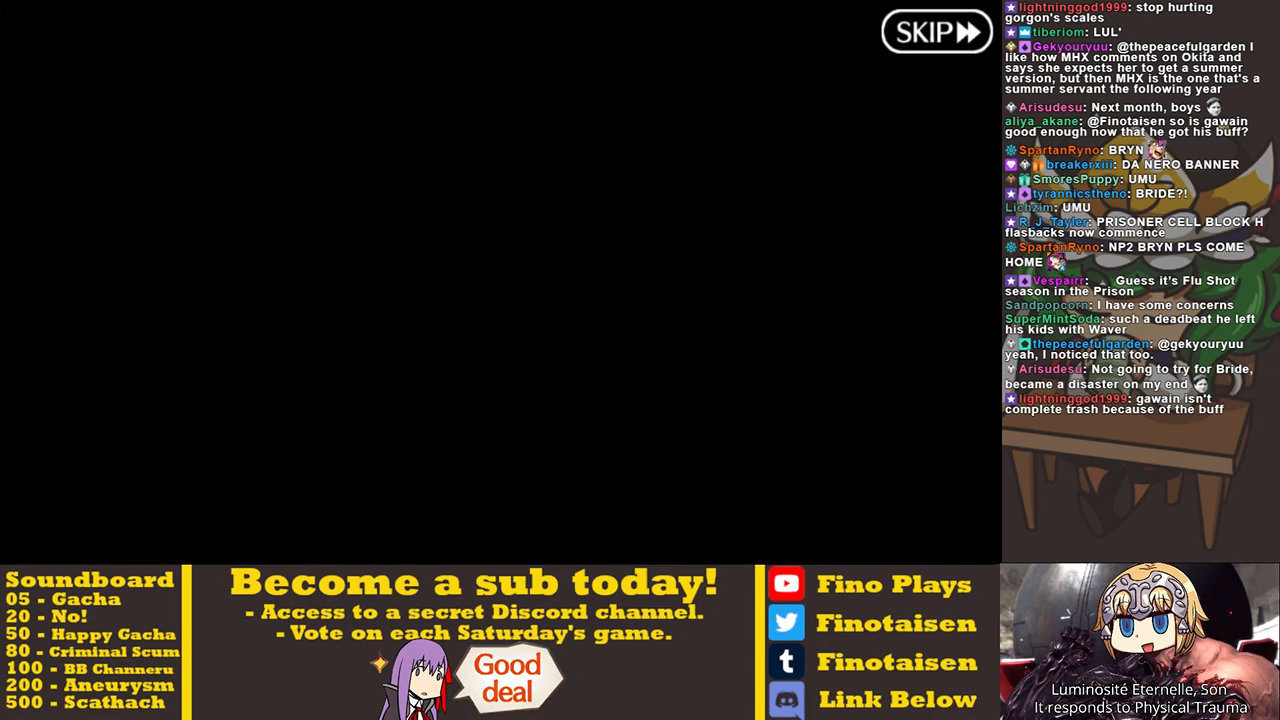 SKIP
lightninggod1999: stop hurting
gorgon's scales
tiberiom: LUL'
Gekyouryuu: @thepeacefulgarden I
like how MHX comments on Okita and
says she expects her to get a summer
version, but then MHX is the one that's a
summer servant the following year
Arisudesu: Next month, boys
aliya_akane: @Finotaisen so is gawain
good enough now that he got his buff?
SpartanRyno: BRYN
breakerxiii: DA NERO BANNER
SmoresPuppy: UMU
tyrannicstheno: BRIDE?!
Lichzim: UMU
R_J_Tayler: PRISONER CELL BLOCK H
flasbacks now commence
SpartanRyno: NP2 BRYN PLS COME
HOME
Vespairr: Guess it's Flu Shot
season in the Prison
Sandpopcorn: I have some concerns
SuperMintSoda: such a deadbeat he left
his kids with Waver
thepeacefulgarden: @gekyouryuu
yeah, I noticed that too.
Arisudesu: Not going to try for Bride,
became a disaster on my end
lightninggod1999: gawain isn't
complete trash because of the buff
Soundboard
05 - Gacha
20 - No!
50 - Happy Gacha
80 - Criminal Scum
100 - BB Channeru
200 - Aneurysm
500 - Scathach
Become a sub today!
- Access to a secret Discord channel.
- Vote on each Saturday's game.
Good
deal
Fino Plays
Finotaisen
t Finotaisen
Link Below
Luminosité Eternelle, Son
It responds to Physical Trauma